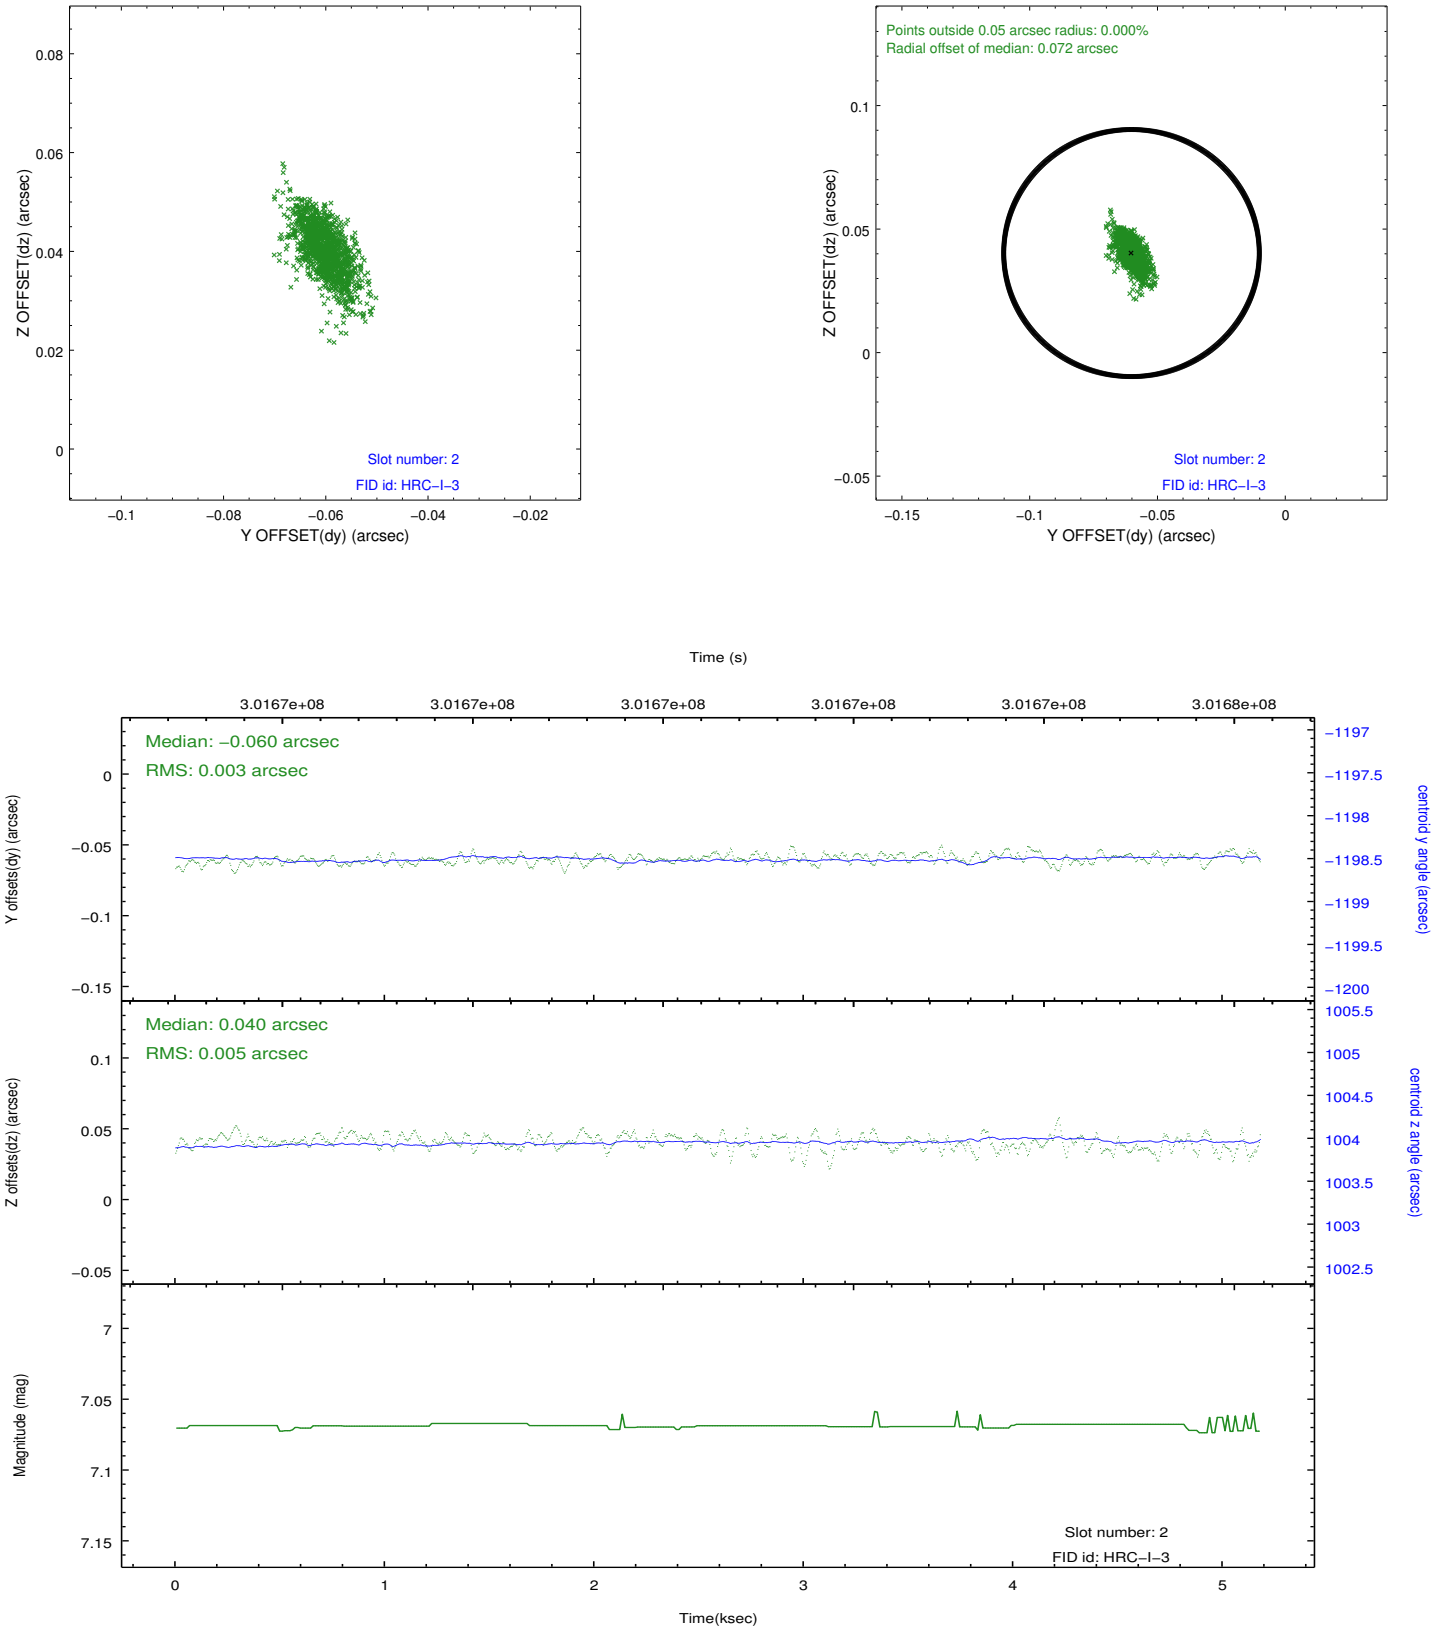 0.08
0.06
0.04
0.02
0
Z OFFSET(dz) (arcsec)
Slot number: 2
FID id: HRC−I−3
−0.1
−0.08
−0.06
−0.04
−0.02
Y OFFSET(dy) (arcsec)
Points outside 0.05 arcsec radius: 0.000%
Radial offset of median: 0.072 arcsec
0.1
0.05
0
−0.05
Z OFFSET(dz) (arcsec)
Slot number: 2
FID id: HRC−I−3
−0.15
−0.1
−0.05
0
Y OFFSET(dy) (arcsec)
Time (s)
3.0167e+08
3.0167e+08
3.0167e+08
3.0167e+08
3.0167e+08
3.0168e+08
Median: −0.060 arcsec
RMS: 0.003 arcsec
0
−0.05
−0.1
−0.15
Y offsets(dy) (arcsec)
−1197
−1197.5
−1198
−1198.5
−1199
−1199.5
−1200
centroid y angle (arcsec)
Median: 0.040 arcsec
RMS: 0.005 arcsec
0.1
0.05
0
−0.05
Z offsets(dz) (arcsec)
1005.5
1005
1004.5
1004
1003.5
1003
1002.5
centroid z angle (arcsec)
7
7.05
7.1
7.15
Magnitude (mag)
Slot number: 2
FID id: HRC−I−3
0
1
2
3
4
5
Time(ksec)